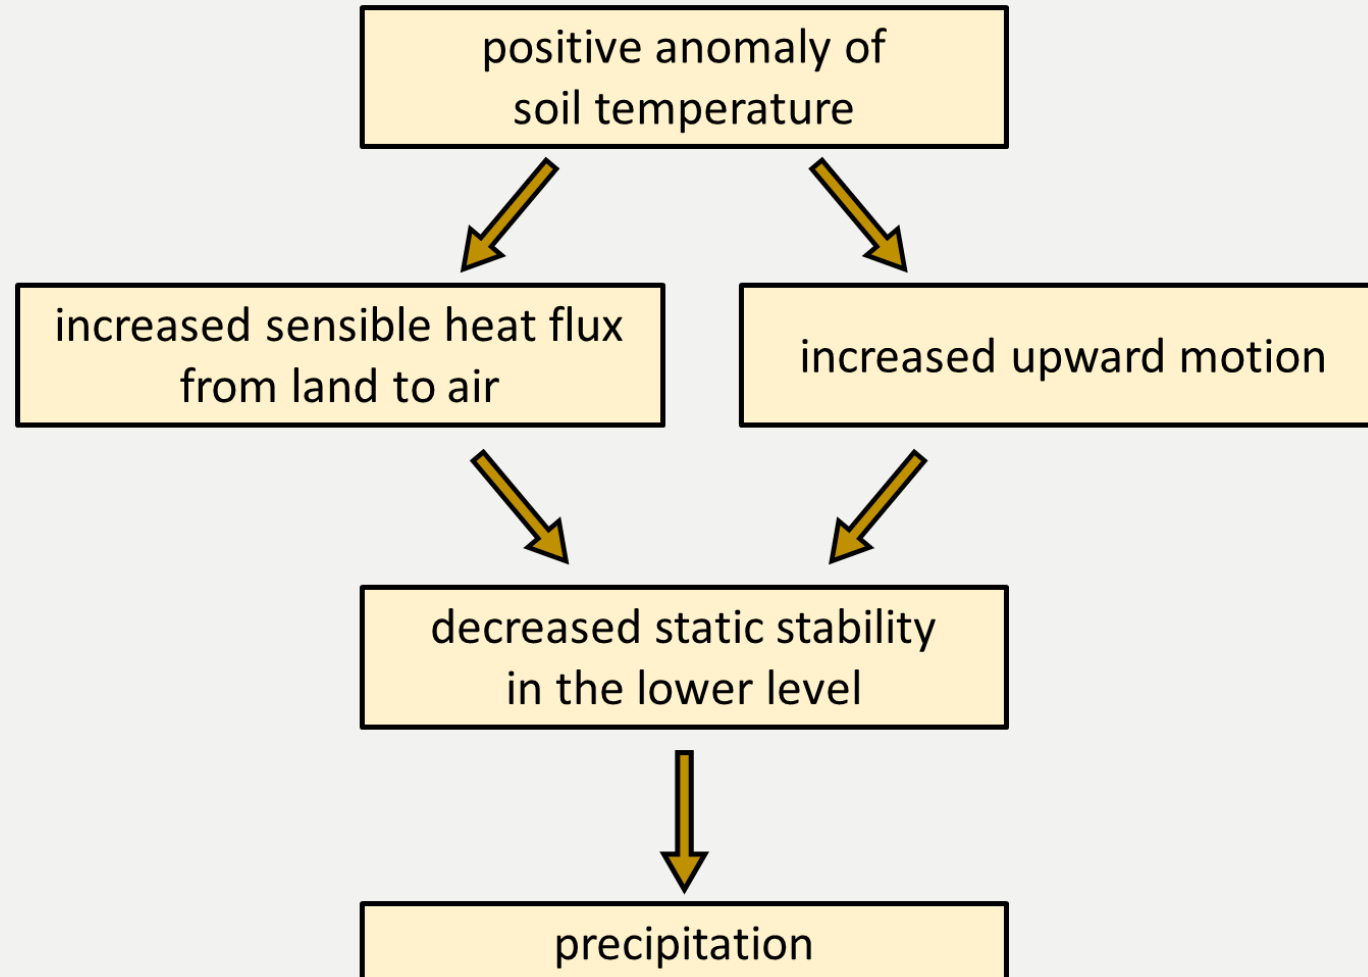 positive anomaly of
soil temperature
increased sensible heat flux
from land to air
increased upward motion
decreased static stability
in the lower level
precipitation